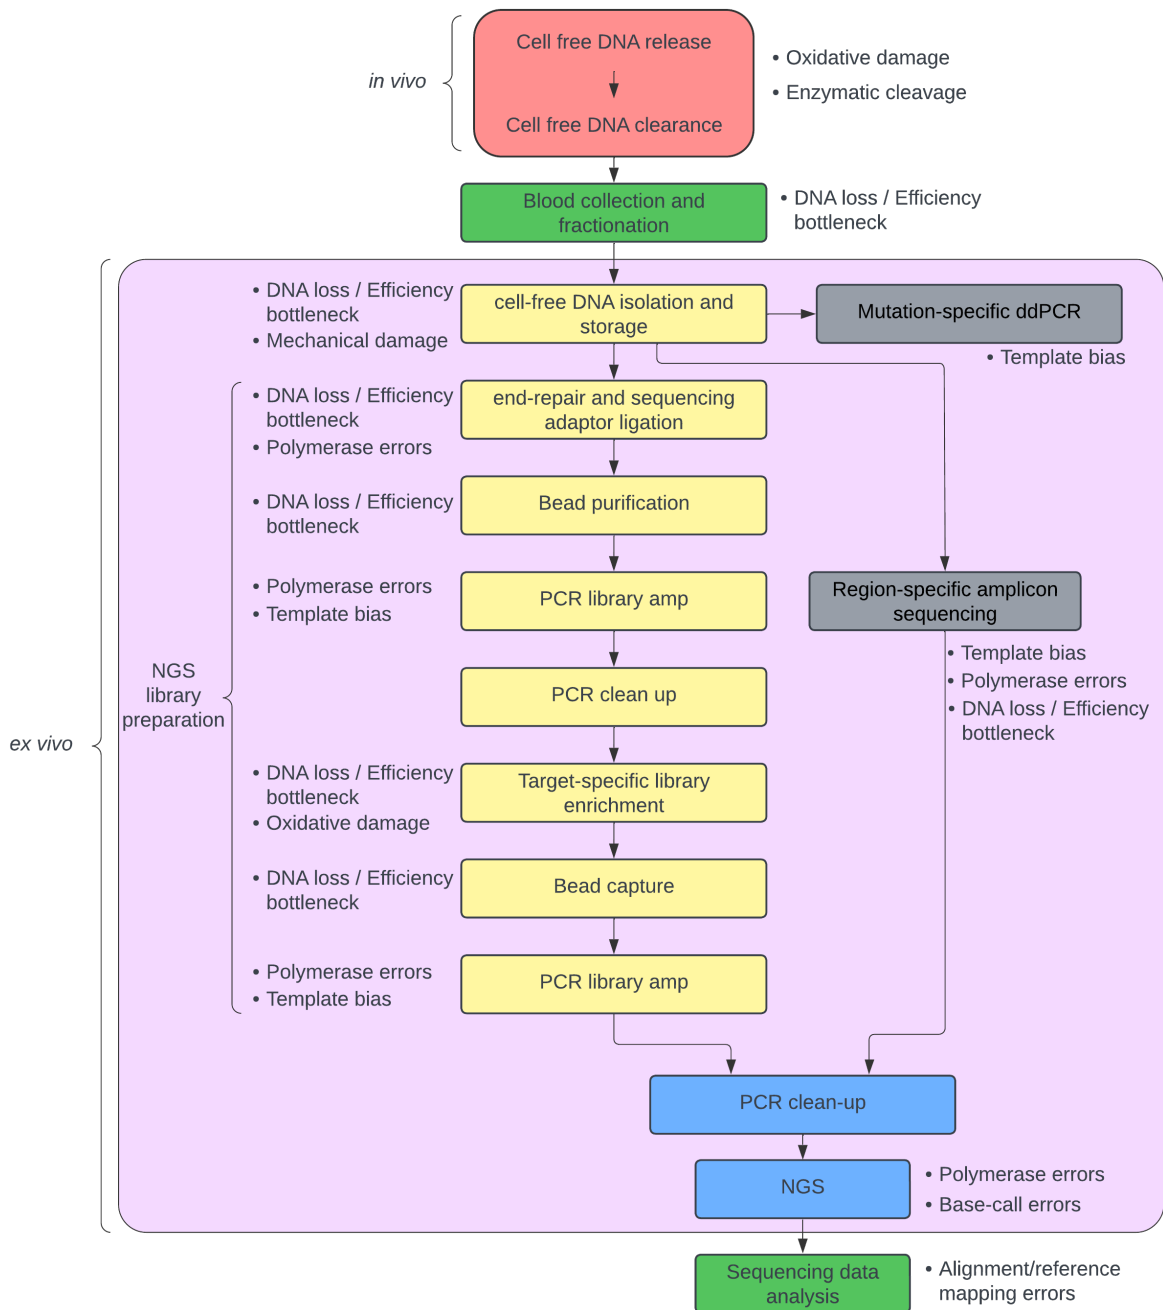 Cell free DNA release
in vivo
• Oxidative damage
• Enzymatic cleavage
Cell free DNA clearance
Blood collection and
fractionation
• DNA loss / Efficiency
bottleneck
• DNA loss / Efficiency
bottleneck
• Mechanical damage
cell-free DNA isolation and
storage
Mutation-specific ddPCR
• Template bias
• DNA loss / Efficiency
bottleneck
• Polymerase errors
end-repair and sequencing
adaptor ligation
• DNA loss / Efficiency
bottleneck
Bead purification
• Polymerase errors
• Template bias
PCR library amp
Region-specific amplicon
sequencing
• Template bias
• Polymerase errors
• DNA loss / Efficiency
bottleneck
NGS
library
preparation
PCR clean up
ex vivo
• DNA loss / Efficiency
bottleneck
• Oxidative damage
Target-specific library
enrichment
• DNA loss / Efficiency
bottleneck
Bead capture
• Polymerase errors
• Template bias
PCR library amp
PCR clean-up
NGS
• Polymerase errors
• Base-call errors
Sequencing data
analysis
• Alignment/reference
mapping errors